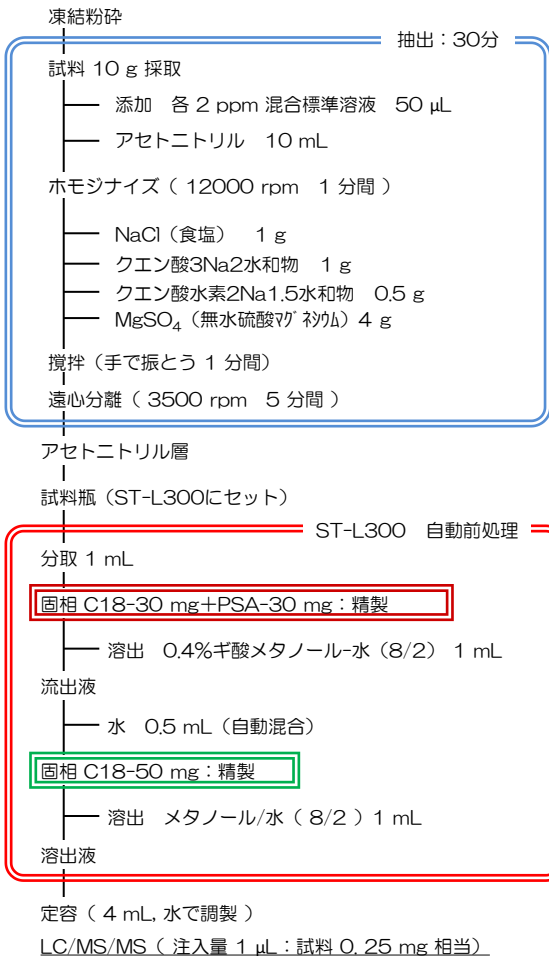 凍結粉砕
抽出：30分
試料 10 g 採取
添加　各 2 ppm 混合標準溶液　50 μL
アセトニトリル　10 mL
ホモジナイズ（ 12000 rpm　1 分間 ）
NaCl（食塩）　1 g
クエン酸3Na2水和物　1 g
クエン酸水素2Na1.5水和物　0.5 g
MgSO₄（無水硫酸ﾏｸﾞﾈｼｳﾑ）4 g
撹拌（手で振とう 1 分間）
遠心分離（ 3500 rpm　5 分間 ）
アセトニトリル層
試料瓶（ST-L300にセット）
ST-L300　自動前処理
分取 1 mL
固相 C18-30 mg＋PSA-30 mg：精製
溶出　0.4%ギ酸メタノール-水（8/2）　1 mL
流出液
水　0.5 mL（自動混合）
固相 C18-50 mg：精製
溶出　メタノール/水（ 8/2 ）1 mL
溶出液
定容（ 4 mL, 水で調製 ）
LC/MS/MS（ 注入量 1 μL：試料 0. 25 mg 相当）